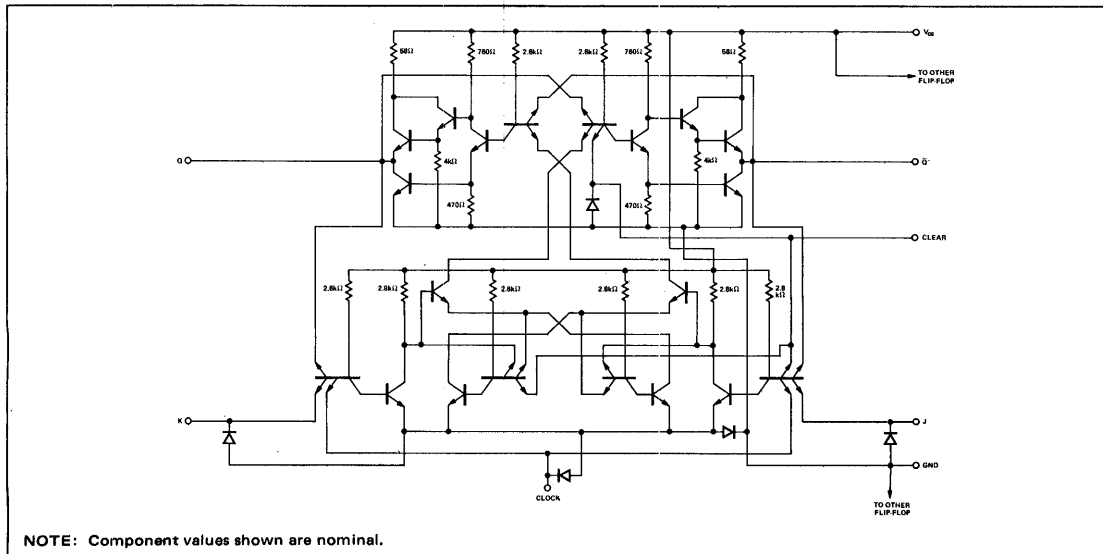 58Ω 760Ω 2.8kΩ 2.8kΩ 760Ω 58Ω VCC
TO OTHER
FLIP-FLOP
Q 4kΩ 4kΩ Q̄
470Ω 470Ω
CLEAR
2.8kΩ 2.8kΩ 2.8kΩ 2.8kΩ 2.8kΩ 2.8
kΩ
K J
GND
CLOCK
TO OTHER
FLIP-FLOP
NOTE: Component values shown are nominal.